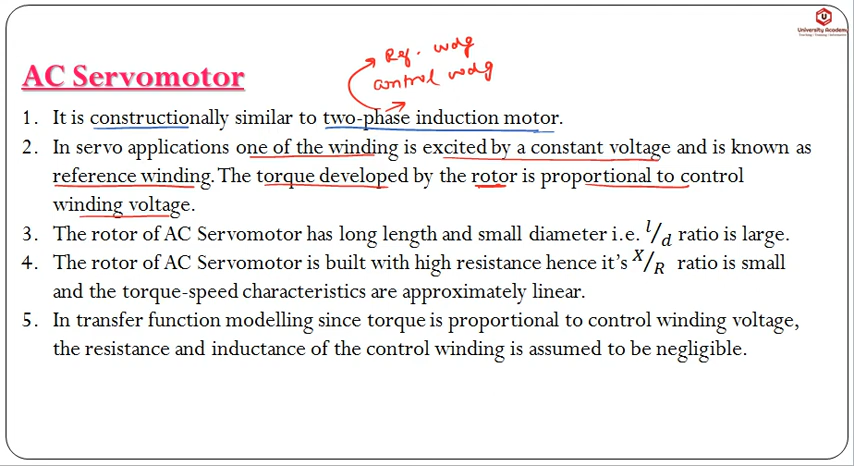 University Academy
Teaching | Training | Informative
Ref. wdg
control wdg
AC Servomotor
1. It is constructionally similar to two-phase induction motor.
2. In servo applications one of the winding is excited by a constant voltage and is known as
reference winding. The torque developed by the rotor is proportional to control
winding voltage.
3. The rotor of AC Servomotor has long length and small diameter i.e. l/d ratio is large.
4. The rotor of AC Servomotor is built with high resistance hence it's X/R ratio is small
and the torque-speed characteristics are approximately linear.
5. In transfer function modelling since torque is proportional to control winding voltage,
the resistance and inductance of the control winding is assumed to be negligible.